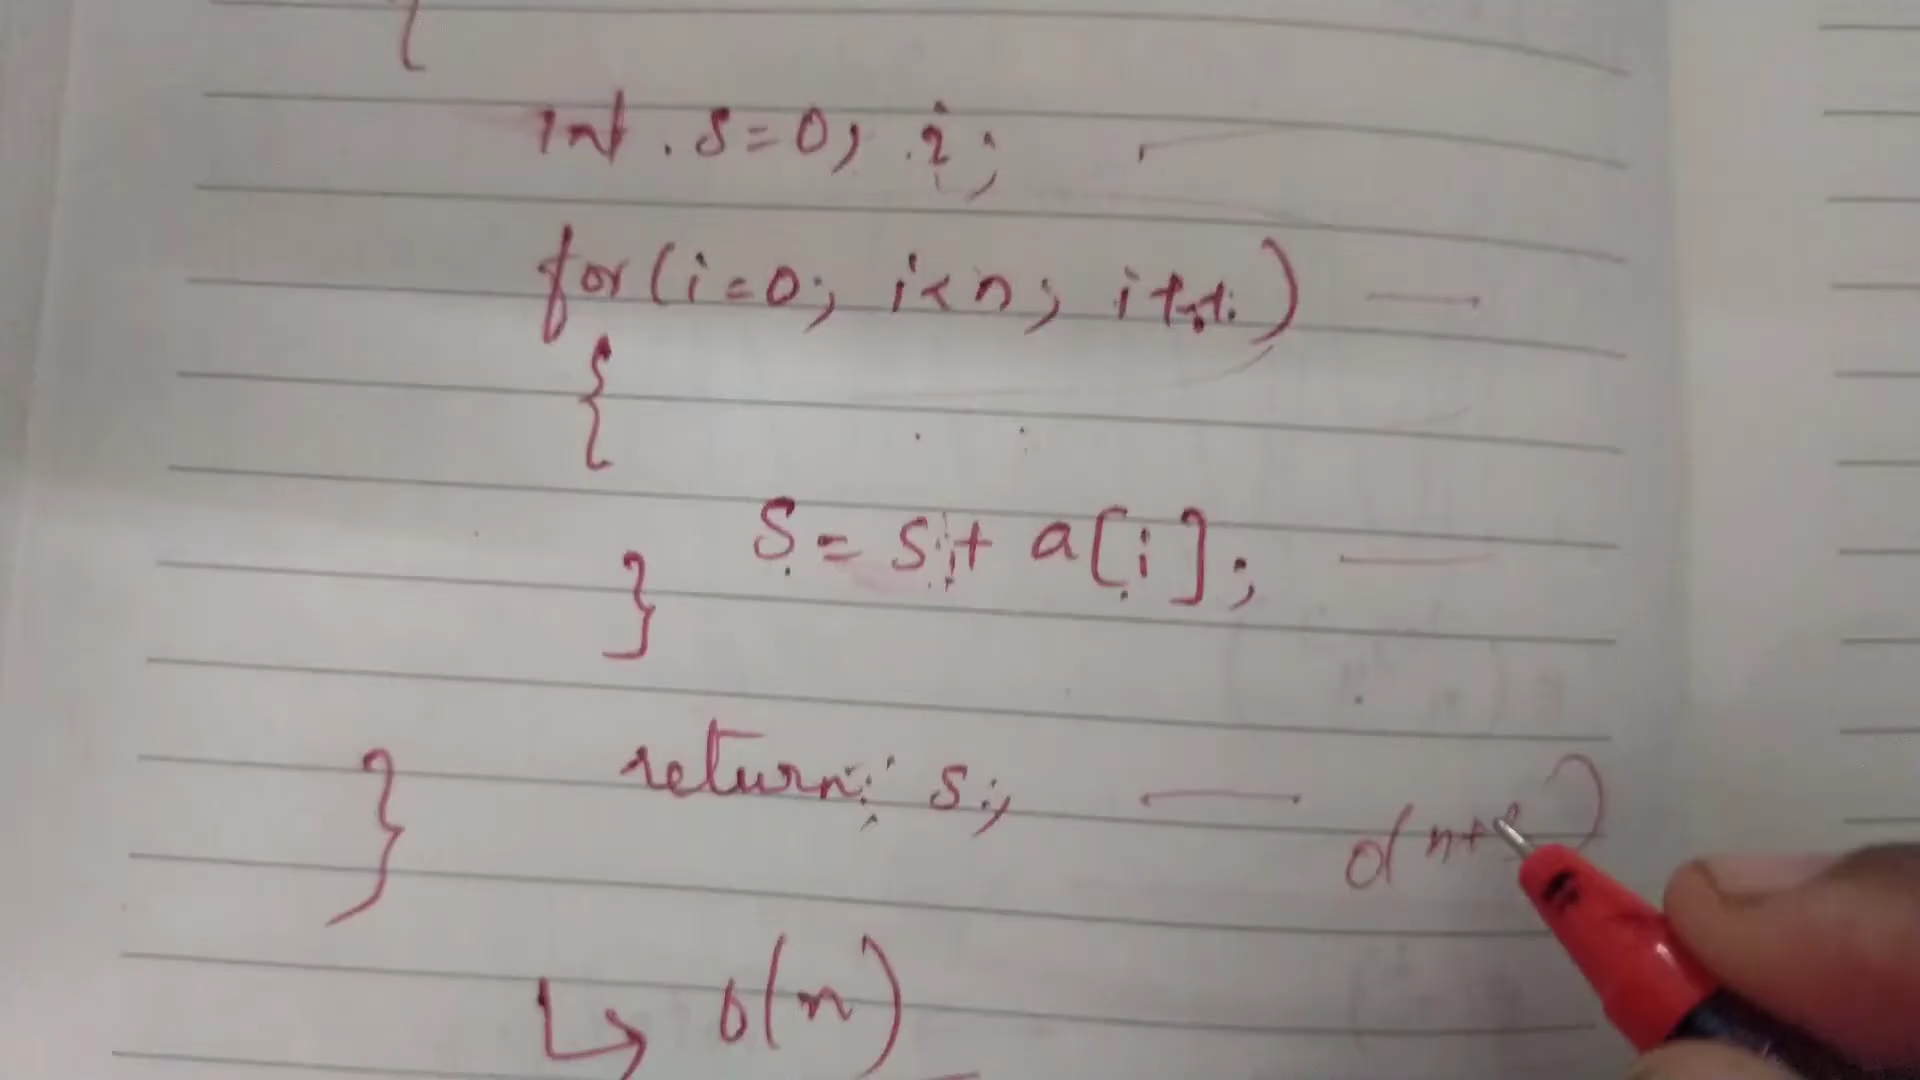 {
int s=0, i;
for(i=0; i<n; i++)
{
s = s + a[i];
}
return s;
}
O(n+
↳ O(n)